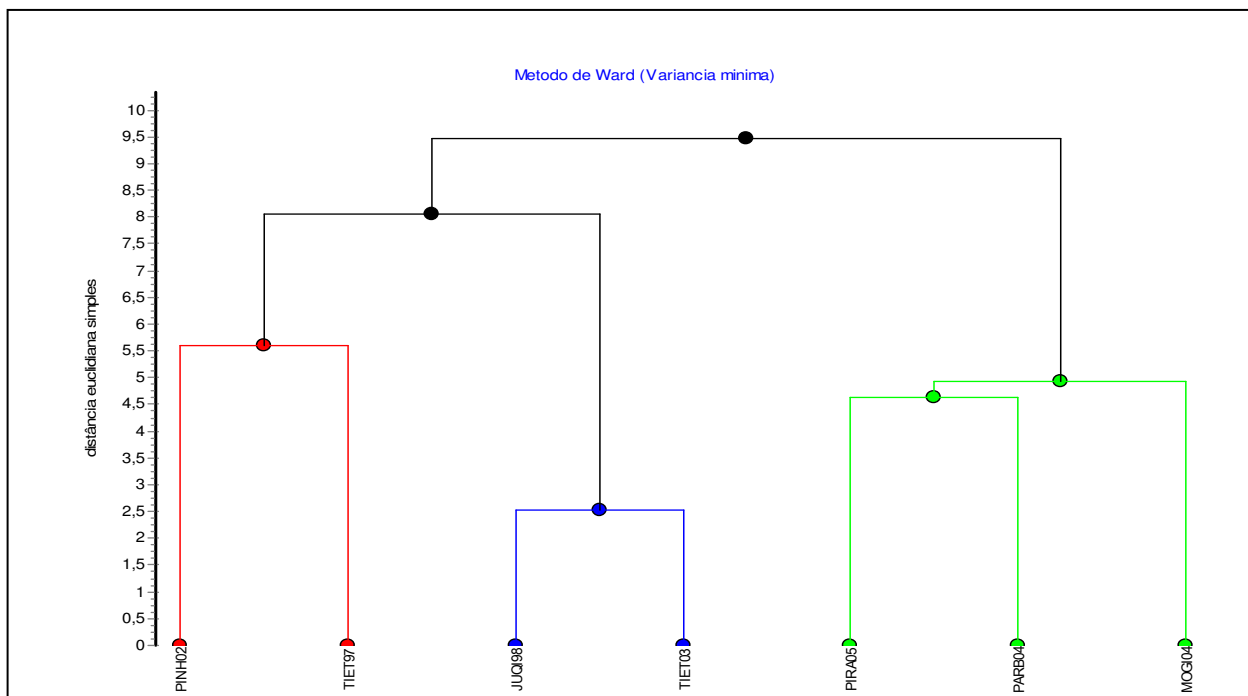 Metodo de Ward (Variancia minima)
10
9,5
9
8,5
8
7,5
7
6,5
6
5,5
5
4,5
4
3,5
3
2,5
2
1,5
1
0,5
0
distância euclidiana simples
PINH02
TIET97
JUQI98
TIET03
PIRA05
PARB04
MOGI04